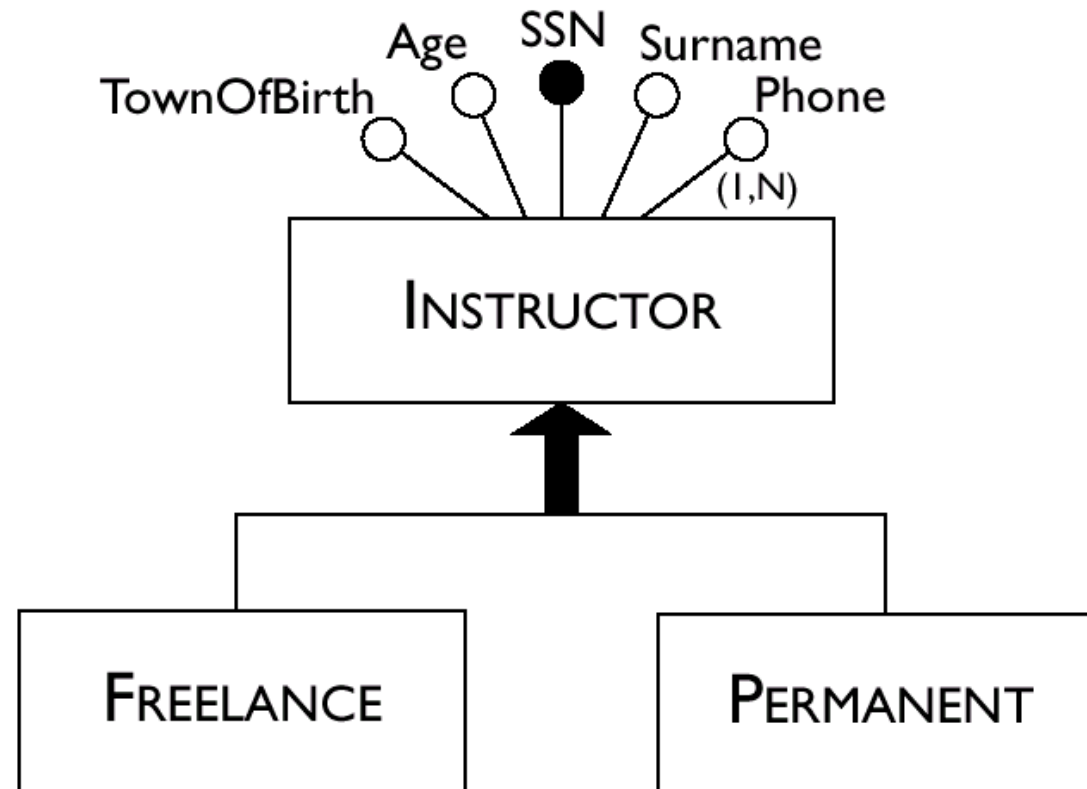 SSN
Age
Surname
TownOfBirth
Phone
(1,N)
INSTRUCTOR
FREELANCE
PERMANENT